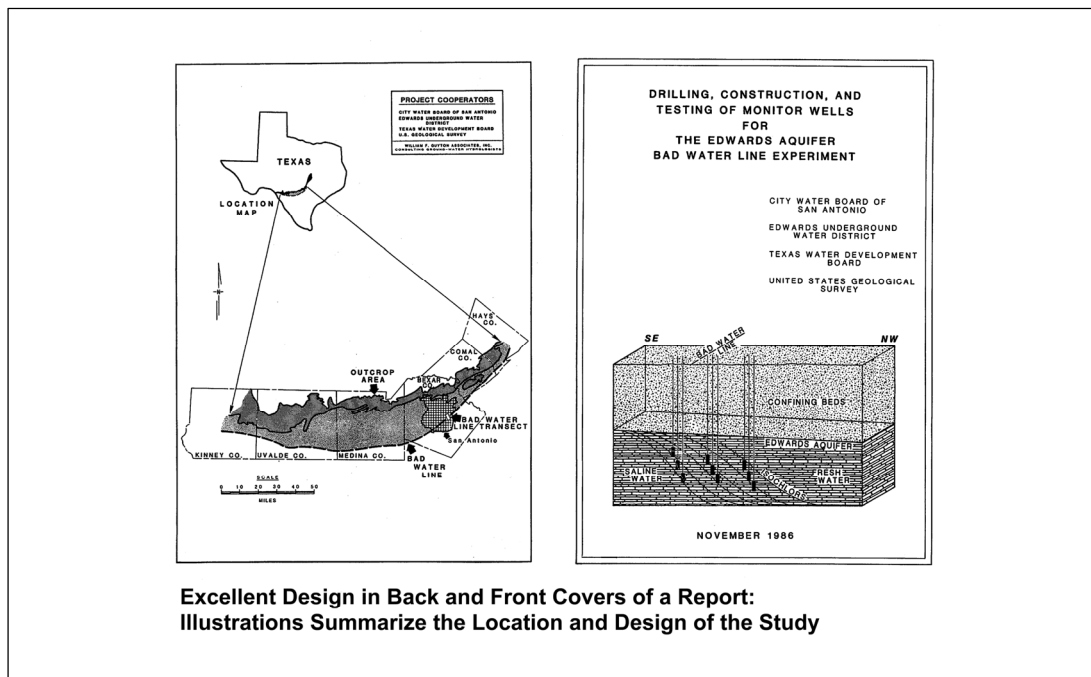 PROJECT COOPERATORS
CITY WATER BOARD OF SAN ANTONIO
EDWARDS UNDERGROUND WATER
DISTRICT
TEXAS WATER DEVELOPMENT BOARD
U.S. GEOLOGICAL SURVEY
WILLIAM F. GUYTON ASSOCIATES, INC.
CONSULTING GROUND-WATER HYDROLOGISTS
TEXAS
LOCATION
MAP
N
HAYS
CO.
COMAL
CO.
OUTCROP
AREA
BEXAR
CO.
BAD WATER
LINE TRANSECT
San Antonio
KINNEY CO.
UVALDE CO.
MEDINA CO.
BAD
WATER
LINE
SCALE
0 10 20 30 40 50
MILES
DRILLING, CONSTRUCTION, AND
TESTING OF MONITOR WELLS
FOR
THE EDWARDS AQUIFER
BAD WATER LINE EXPERIMENT
CITY WATER BOARD OF
SAN ANTONIO
EDWARDS UNDERGROUND
WATER DISTRICT
TEXAS WATER DEVELOPMENT
BOARD
UNITED STATES GEOLOGICAL
SURVEY
SE
BAD WATER
LINE
NW
CONFINING BEDS
EDWARDS AQUIFER
SALINE
WATER
ISOCHLORS
FRESH
WATER
NOVEMBER 1986
Excellent Design in Back and Front Covers of a Report:
Illustrations Summarize the Location and Design of the Study